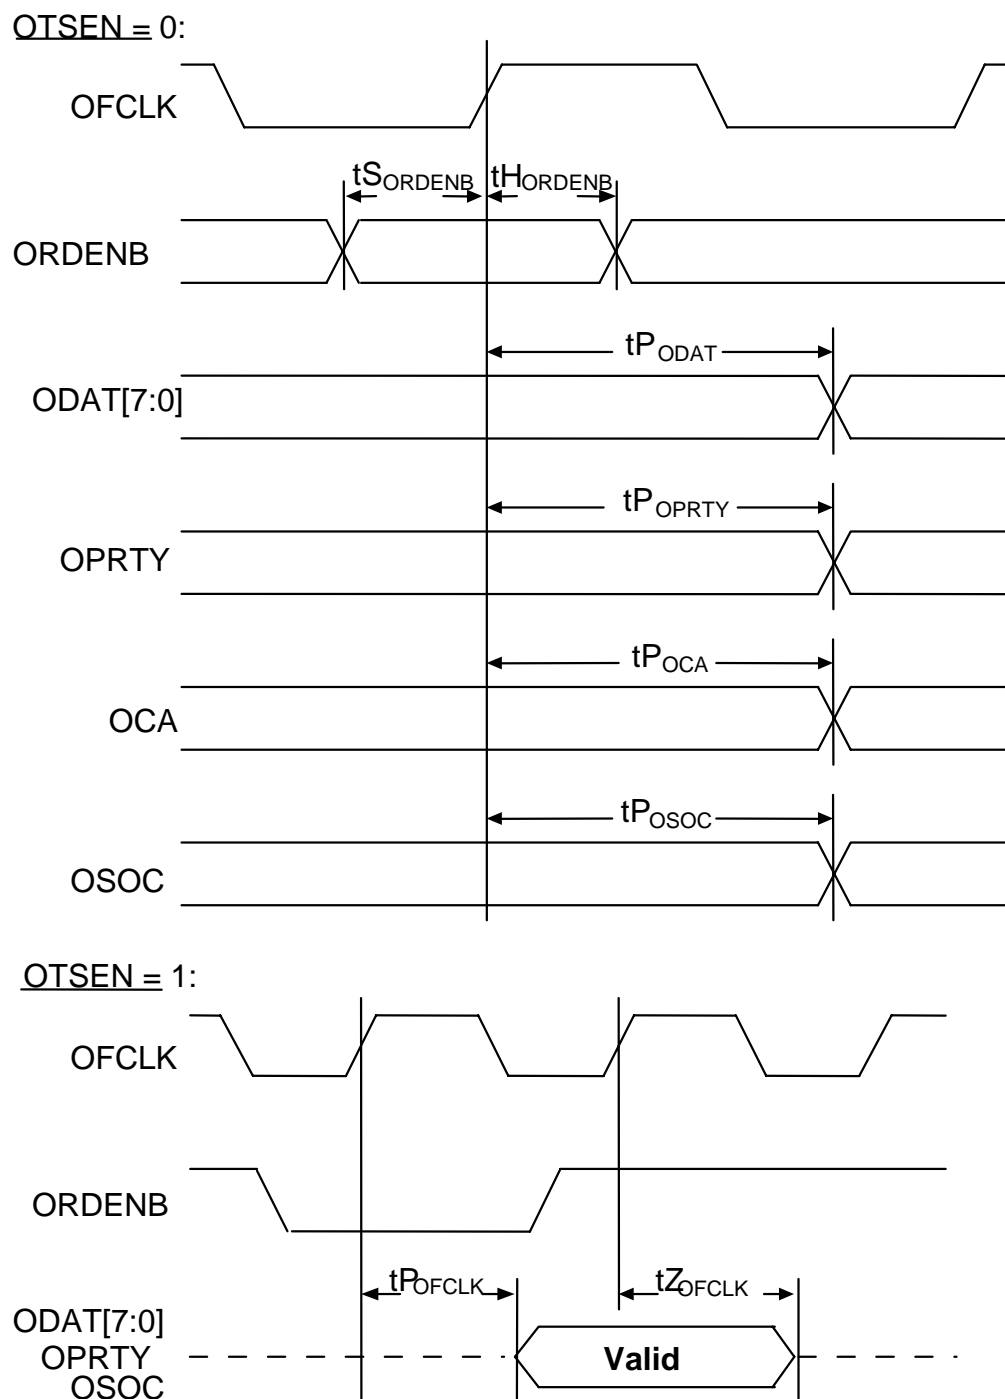 OTSEN = 0:
OFCLK
tSORDENB tHORDENB
ORDENB
tPODAT
ODAT[7:0]
tPOPRTY
OPRTY
tPOCA
OCA
tPOSOC
OSOC
OTSEN = 1:
OFCLK
ORDENB
tPOFCLK tZOFCLK
ODAT[7:0]
OPRTY Valid
OSOC